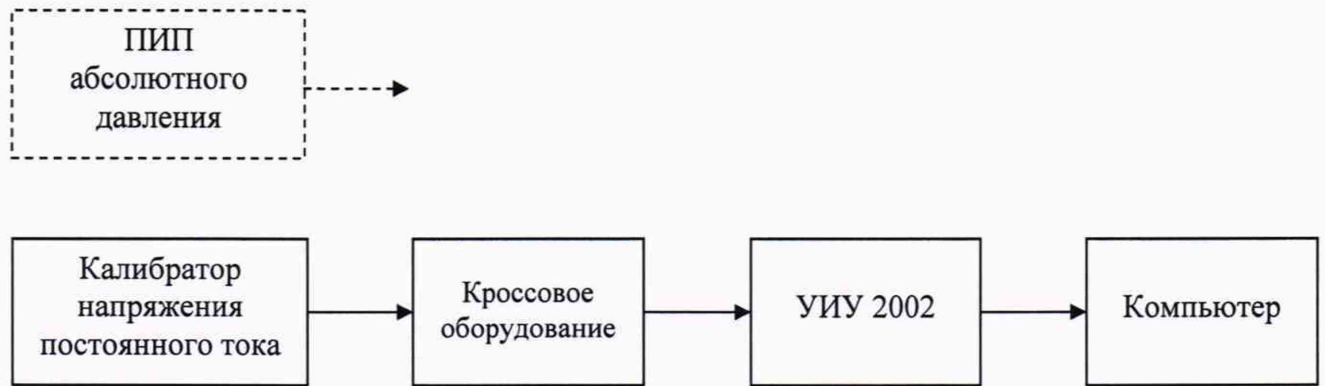 ПИП
абсолютного
давления
Калибратор
напряжения
постоянного тока
Кроссовое
оборудование
УИУ 2002
Компьютер